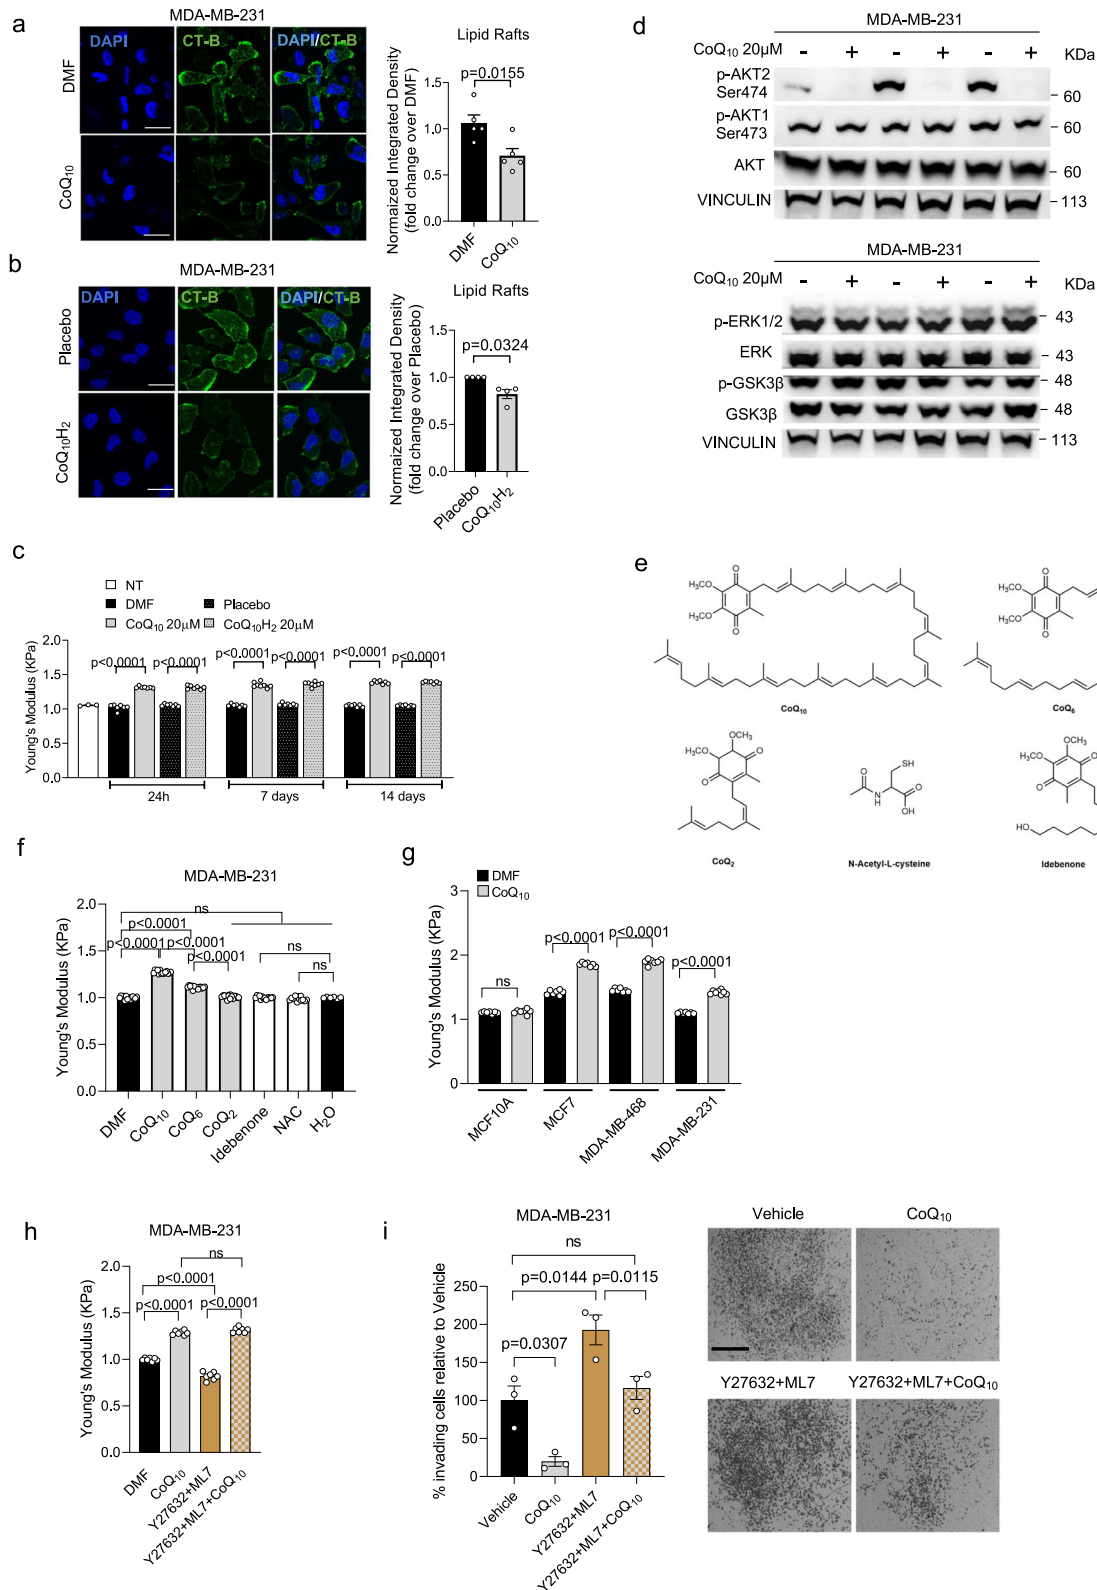 a
MDA-MB-231
DAPI
CT-B
DAPI/CT-B
DMF
CoQ10
Lipid Rafts
p=0.0155
Normaized Integrated Density
(fold change over DMF)
1.5
1.0
0.5
0.0
DMF
CoQ10
b
MDA-MB-231
DAPI
CT-B
DAPI/CT-B
Placebo
CoQ10H2
Lipid Rafts
p=0.0324
Normaized Integrated Density
(fold change over Placebo)
1.5
1.0
0.5
0.0
Placebo
CoQ10H2
c
NT
DMF
Placebo
CoQ10 20μM
CoQ10H2 20μM
Young's Modulus (KPa)
2.0
1.5
1.0
0.5
0.0
p<0.0001
p<0.0001
p<0.0001
p<0.0001
p<0.0001
p<0.0001
24h
7 days
14 days
d
MDA-MB-231
CoQ10 20μM - + - + - + KDa
p-AKT2
Ser474
60
p-AKT1
Ser473
60
AKT
60
VINCULIN
113
MDA-MB-231
CoQ10 20μM - + - + - + KDa
p-ERK1/2
43
ERK
43
p-GSK3β
48
GSK3β
48
VINCULIN
113
e
O
H3CO
H3CO
O
CoQ10
O
H3CO
H3CO
O
CoQ6
OCH3
H3CO
O
O
CoQ2
SH
O
N
H
O
OH
N-Acetyl-L-cysteine
OCH3
H3CO
O
O
HO
Idebenone
f
MDA-MB-231
Young's Modulus (KPa)
2.0
1.5
1.0
0.5
0.0
ns
p<0.0001
p<0.0001
p<0.0001
p<0.0001
ns
ns
DMF
CoQ10
CoQ6
CoQ2
Idebenone
NAC
H2O
g
DMF
CoQ10
Young's Modulus (KPa)
3
2
1
0
ns
p<0.0001
p<0.0001
p<0.0001
MCF10A
MCF7
MDA-MB-468
MDA-MB-231
h
MDA-MB-231
Young's Modulus (KPa)
2.0
1.5
1.0
0.5
0.0
ns
p<0.0001
p<0.0001
p<0.0001
DMF
CoQ10
Y27632+ML7
Y27632+ML7+CoQ10
i
MDA-MB-231
% invading cells relative to Vehicle
250
200
150
100
50
0
ns
p=0.0144
p=0.0115
p=0.0307
Vehicle
CoQ10
Y27632+ML7
Y27632+ML7+CoQ10
Vehicle
CoQ10
Y27632+ML7
Y27632+ML7+CoQ10